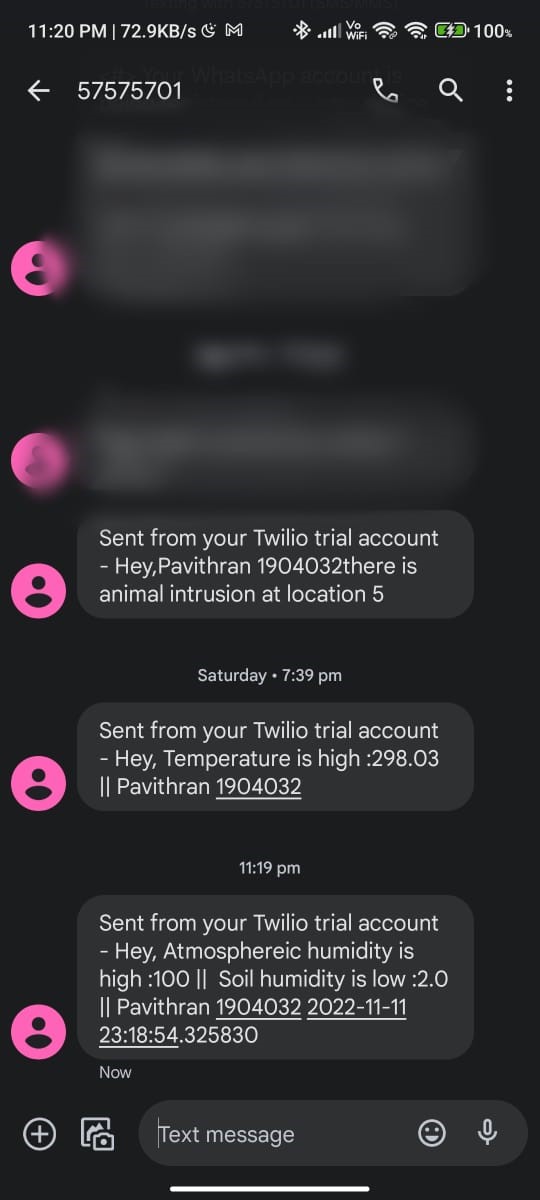 11:20 PM | 72.9KB/s
Vo
WiFi
100%
57575701
Sent from your Twilio trial account
- Hey,Pavithran 1904032there is
animal intrusion at location 5
Saturday • 7:39 pm
Sent from your Twilio trial account
- Hey, Temperature is high :298.03
|| Pavithran 1904032
11:19 pm
Sent from your Twilio trial account
- Hey, Atmosphereic humidity is
high :100 || Soil humidity is low :2.0
|| Pavithran 1904032 2022-11-11
23:18:54.325830
Now
Text message